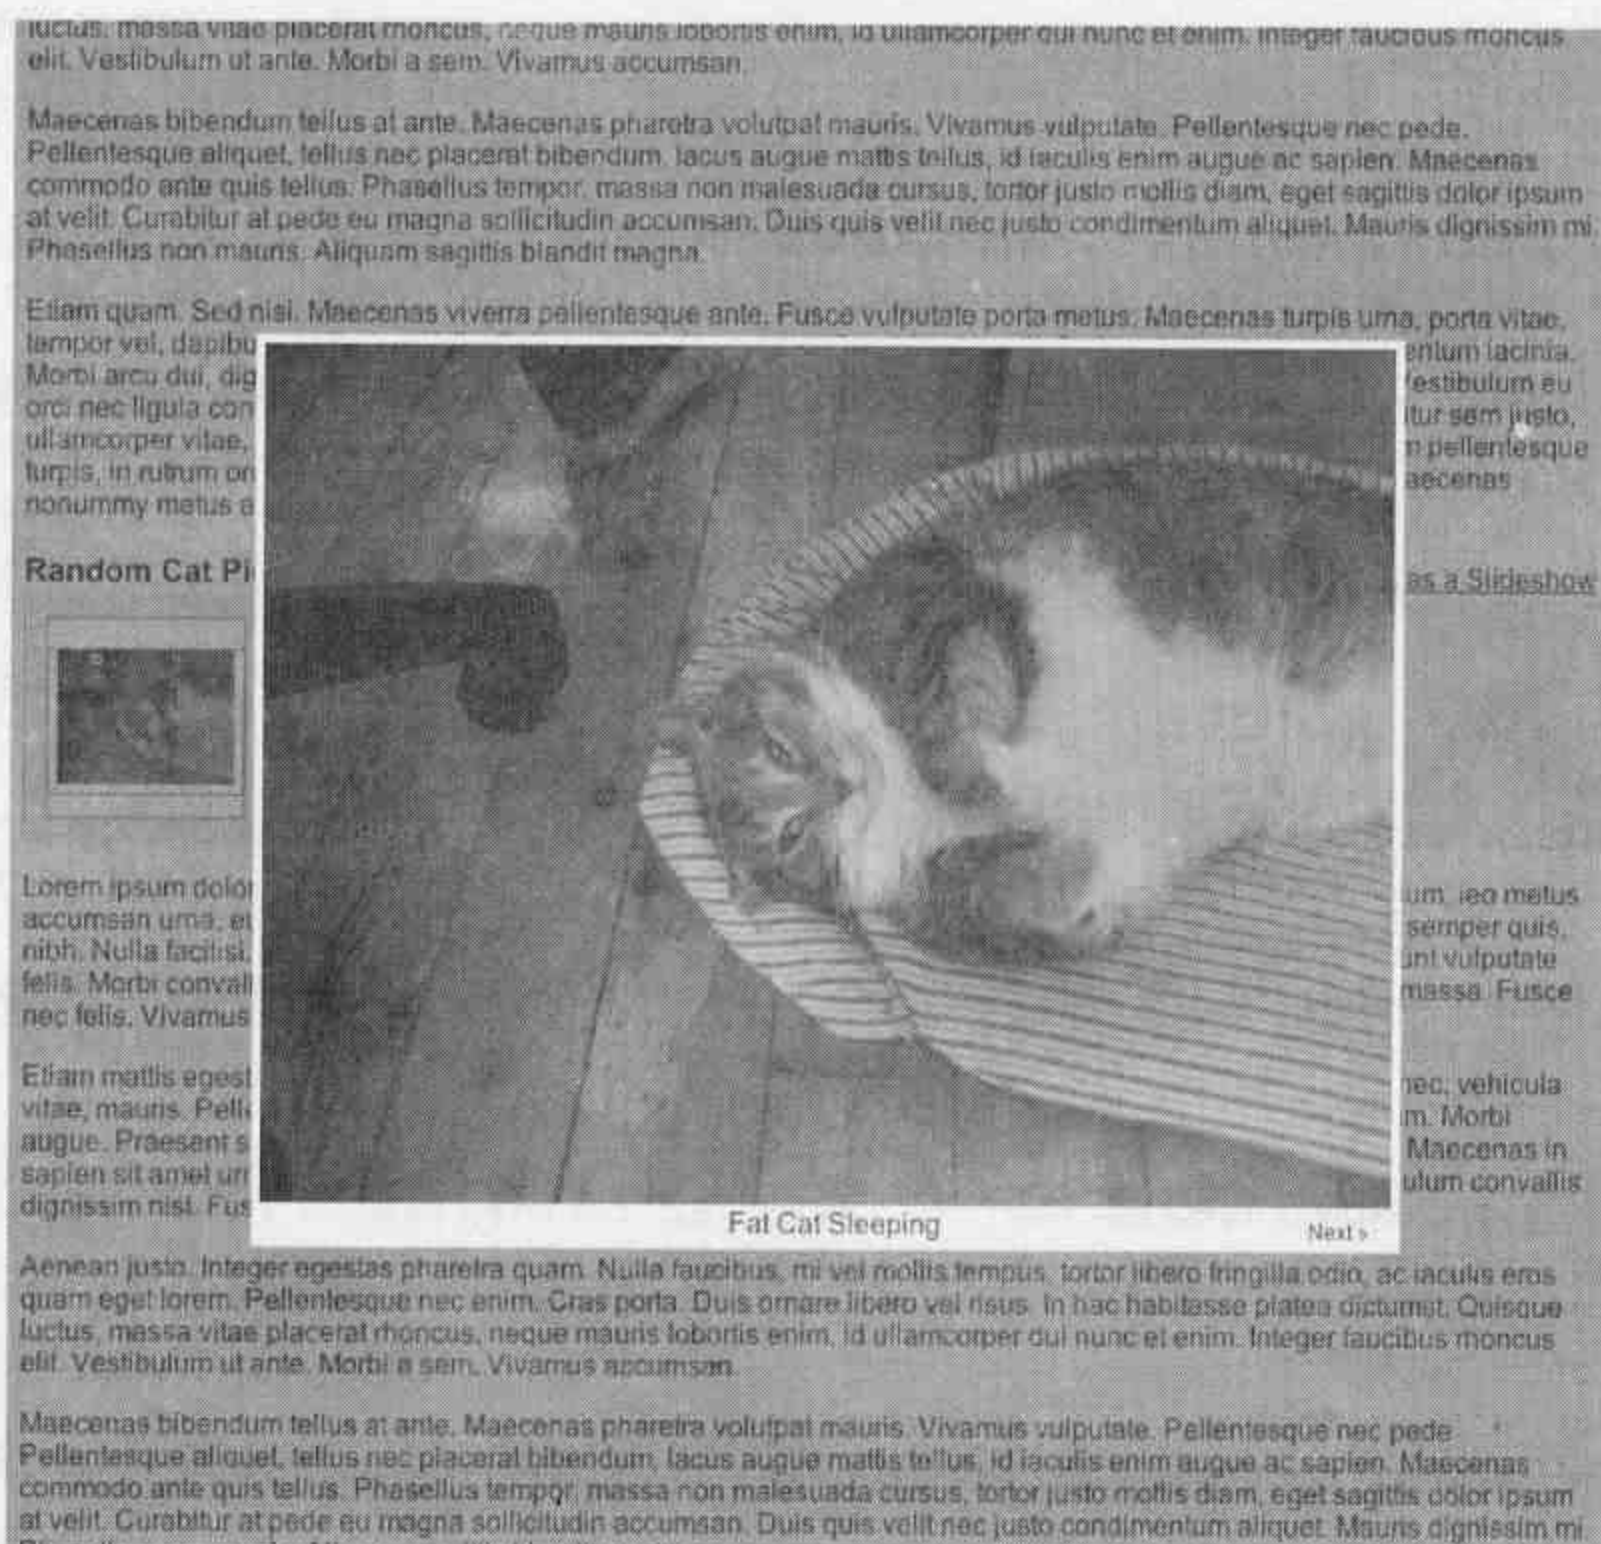 luctus, massa vitae placerat rhoncus, neque mauris lobortis enim, id ullamcorper dui nunc et enim. Integer faucibus rhoncus
elit. Vestibulum ut ante. Morbi a sem. Vivamus accumsan.
Maecenas bibendum tellus at ante. Maecenas pharetra volutpat mauris. Vivamus vulputate. Pellentesque nec pede.
Pellentesque aliquet, tellus nec placerat bibendum, lacus augue mattis tellus, id iaculis enim augue ac sapien. Maecenas
commodo ante quis tellus. Phasellus tempor, massa non malesuada cursus, tortor justo mollis diam, eget sagittis dolor ipsum
at velit. Curabitur at pede eu magna sollicitudin accumsan. Duis quis velit nec justo condimentum aliquet. Mauris dignissim mi.
Phasellus non mauris. Aliquam sagittis blandit magna.
Etiam quam. Sed nisi. Maecenas viverra pellentesque ante. Fusce vulputate porta metus. Maecenas turpis urna, porta vitae,
tempor vel, dapibu entum lacinia.
Morbi arcu dui, dig Vestibulum eu
orci nec ligula con itur sem justo,
ullamcorper vitae, m pellentesque
turpis, in rutrum or aecenas
nonummy metus a
Random Cat Pi as a Slideshow
Lorem ipsum dolor um, leo metus
accumsan urna, et semper quis,
nibh. Nulla facilisi. unt vulputate
felis. Morbi convalli massa. Fusce
nec felis. Vivamus
Etiam mattis egest nec, vehicula
vitae, mauris. Pell m. Morbi
augue. Praesent s Maecenas in
sapien sit amet ur ulum convallis
dignissim nisl. Fus
Fat Cat Sleeping
Next »
Aenean justo. Integer egestas pharetra quam. Nulla faucibus, mi vel mollis tempus, tortor libero fringilla odio, ac iaculis eros
quam eget lorem. Pellentesque nec enim. Cras porta. Duis ornare libero vel risus. In hac habitasse platea dictumst. Quisque
luctus, massa vitae placerat rhoncus, neque mauris lobortis enim, id ullamcorper dui nunc et enim. Integer faucibus rhoncus
elit. Vestibulum ut ante. Morbi a sem. Vivamus accumsan.
Maecenas bibendum tellus at ante. Maecenas pharetra volutpat mauris. Vivamus vulputate. Pellentesque nec pede
Pellentesque aliquet, tellus nec placerat bibendum, lacus augue mattis tellus, id iaculis enim augue ac sapien. Maecenas
commodo ante quis tellus. Phasellus tempor, massa non malesuada cursus, tortor justo mollis diam, eget sagittis dolor ipsum
at velit. Curabitur at pede eu magna sollicitudin accumsan. Duis quis velit nec justo condimentum aliquet. Mauris dignissim mi.